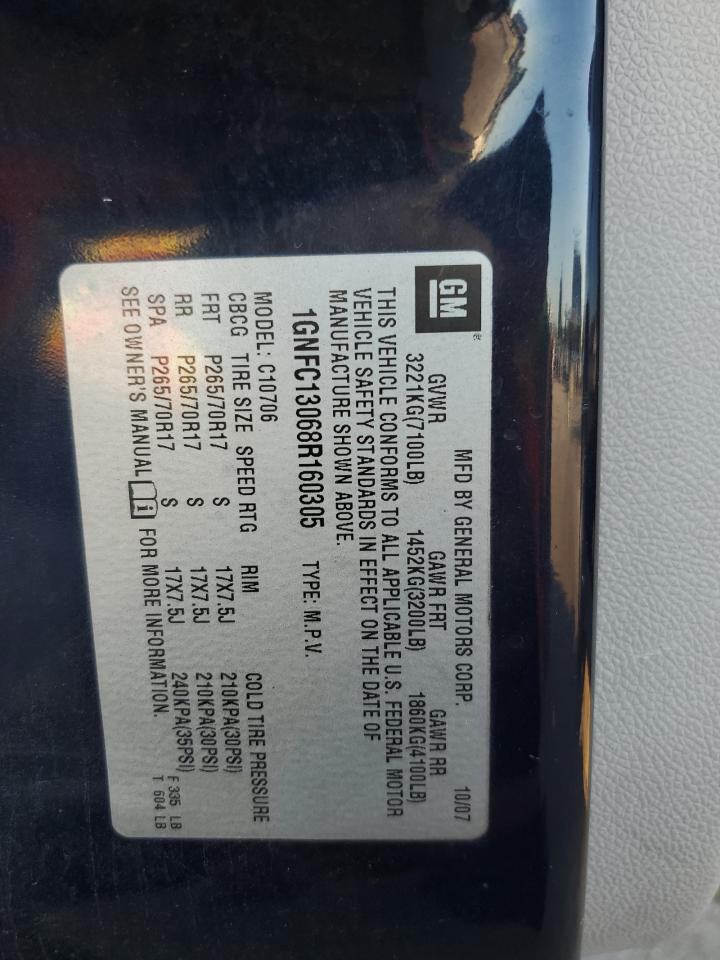 GM
MFD BY GENERAL MOTORS CORP. 10/07
GVWR GAWR FRT GAWR RR
3221KG(7100LB) 1452KG(3200LB) 1860KG(4100LB)
THIS VEHICLE CONFORMS TO ALL APPLICABLE U.S. FEDERAL MOTOR
VEHICLE SAFETY STANDARDS IN EFFECT ON THE DATE OF
MANUFACTURE SHOWN ABOVE.
1GNFC13068R160305 TYPE: M.P.V.
MODEL: C10706
CBCG TIRE SIZE SPEED RTG RIM COLD TIRE PRESSURE
FRT P265/70R17 S 17X7.5J 210KPA(30PSI)
RR P265/70R17 S 17X7.5J 210KPA(30PSI)
SPA P265/70R17 S 17X7.5J 240KPA(35PSI)
SEE OWNER'S MANUAL i FOR MORE INFORMATION.
F 335 LB
T 604 LB